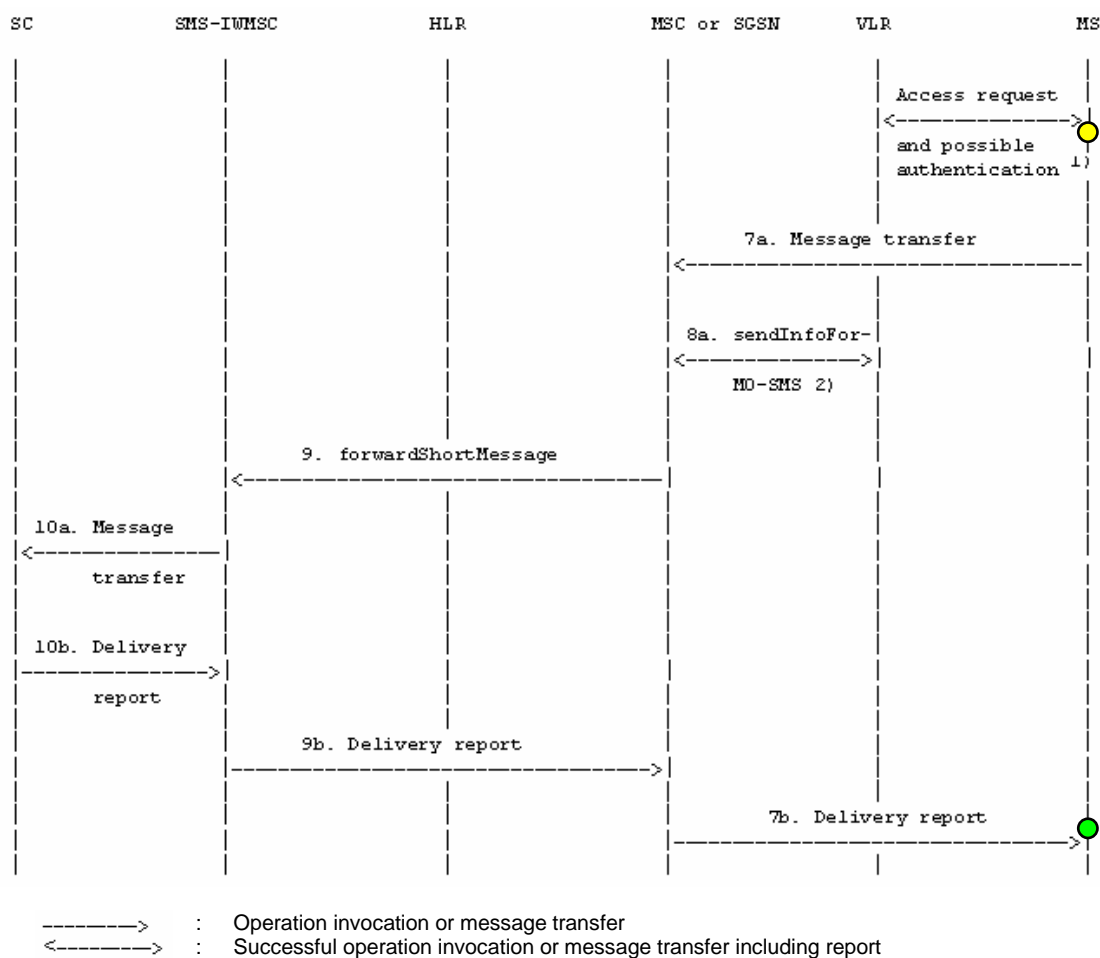 SC SMS-IWMSC HLR MSC or SGSN VLR MS
Access request
and possible
authentication 1)
7a. Message transfer
8a. sendInfoFor-
MO-SMS 2)
9. forwardShortMessage
10a. Message
transfer
10b. Delivery
report
9b. Delivery report
7b. Delivery report
: Operation invocation or message transfer
: Successful operation invocation or message transfer including report